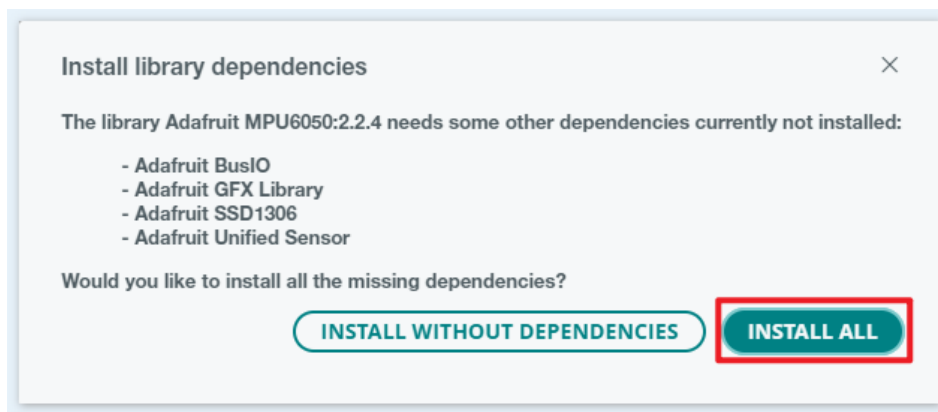 Install library dependencies
The library Adafruit MPU6050:2.2.4 needs some other dependencies currently not installed:
- Adafruit BusIO
- Adafruit GFX Library
- Adafruit SSD1306
- Adafruit Unified Sensor
Would you like to install all the missing dependencies?
INSTALL WITHOUT DEPENDENCIES INSTALL ALL